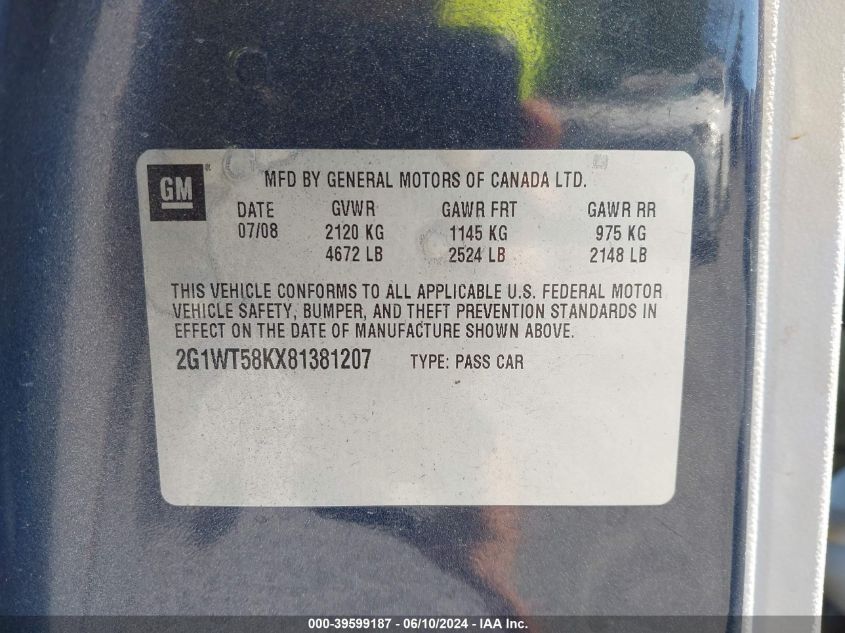 GM ®
MFD BY GENERAL MOTORS OF CANADA LTD.
DATE GVWR GAWR FRT GAWR RR
07/08 2120 KG 1145 KG 975 KG
4672 LB 2524 LB 2148 LB
THIS VEHICLE CONFORMS TO ALL APPLICABLE U.S. FEDERAL MOTOR
VEHICLE SAFETY, BUMPER, AND THEFT PREVENTION STANDARDS IN
EFFECT ON THE DATE OF MANUFACTURE SHOWN ABOVE.
2G1WT58KX81381207 TYPE: PASS CAR
000-39599187 - 06/10/2024 - IAA, Inc.